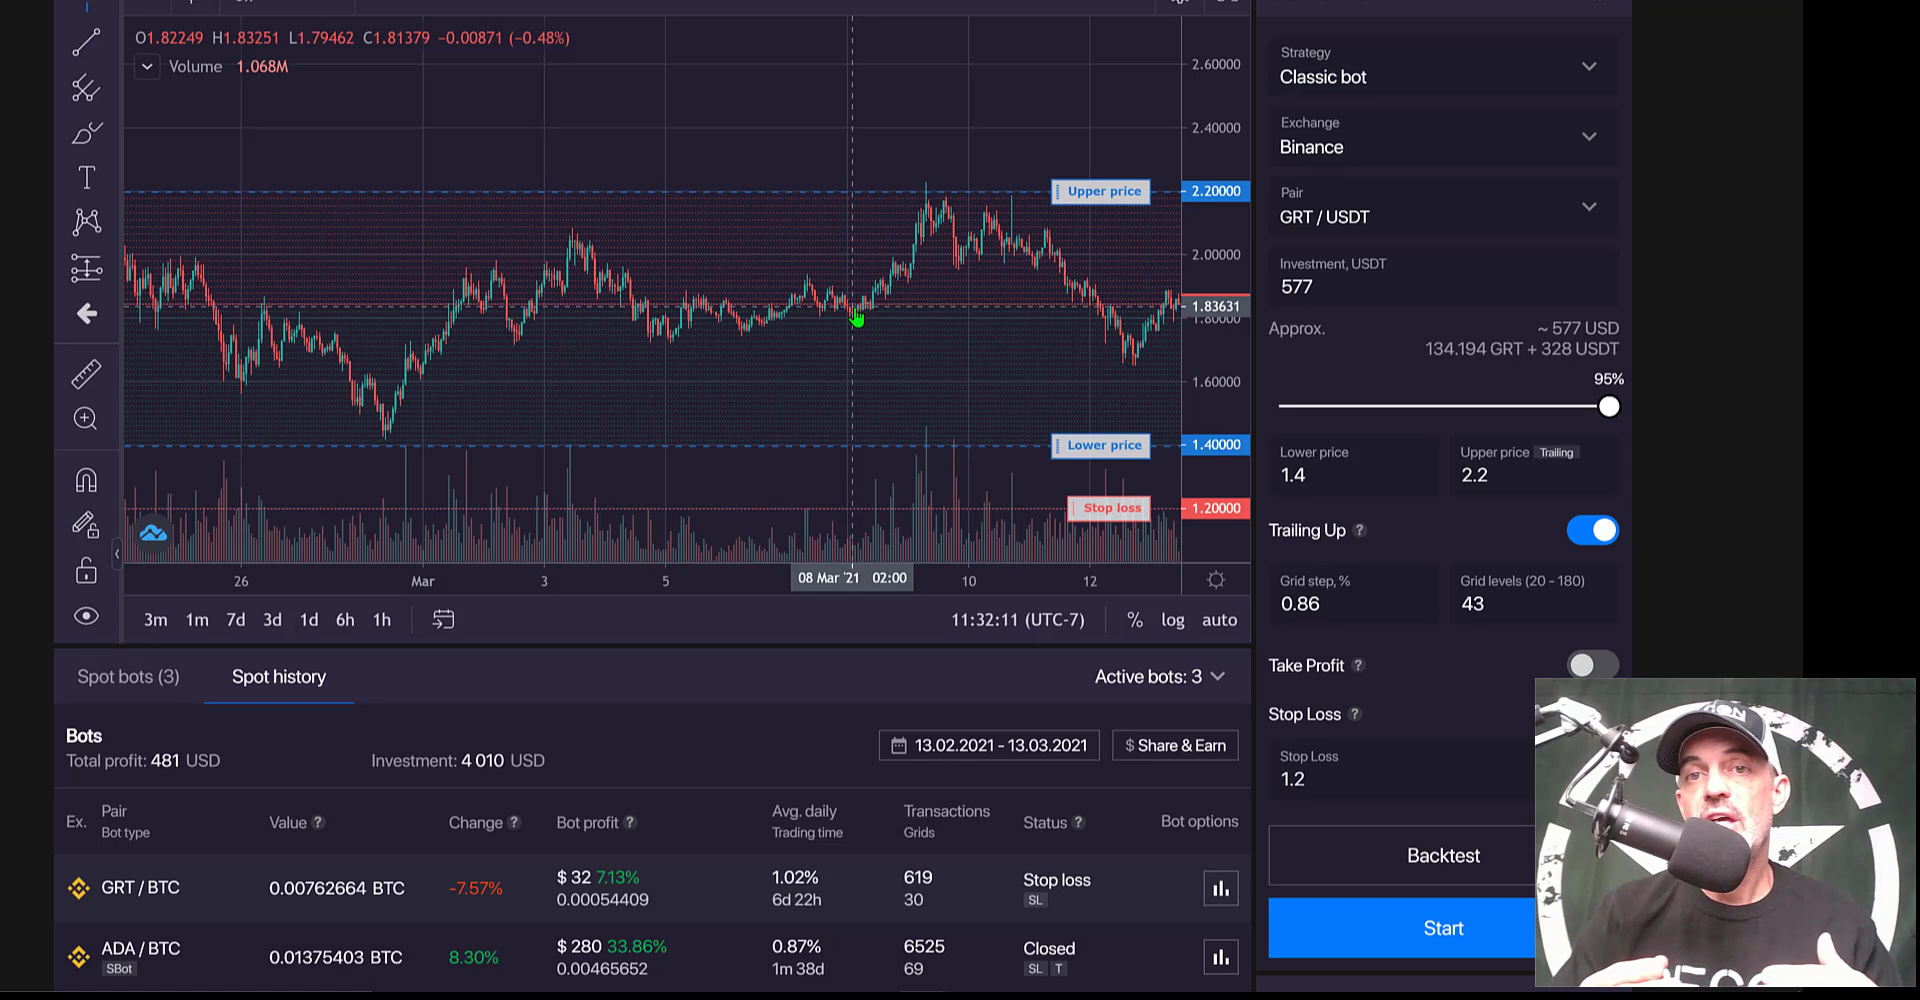 O1.82249 H1.83251 L1.79462 C1.81379 −0.00871 (−0.48%)
Volume 1.068M
2.60000
2.40000
Upper price 2.20000
2.00000
1.83631
1.80000
1.60000
Lower price 1.40000
Stop loss 1.20000
26 Mar 3 5 08 Mar '21 02:00 10 12
3m 1m 7d 3d 1d 6h 1h 11:32:11 (UTC-7) % log auto
Strategy
Classic bot
Exchange
Binance
Pair
GRT / USDT
Investment, USDT
577
Approx. ~ 577 USD
134.194 GRT + 328 USDT
95%
Lower price Upper price Trailing
1.4 2.2
Trailing Up ?
Grid step, % Grid levels (20 - 180)
0.86 43
Take Profit ?
Stop Loss ?
Stop Loss
1.2
Backtest
Start
Spot bots (3) Spot history Active bots: 3
Bots
Total profit: 481 USD Investment: 4 010 USD 13.02.2021 - 13.03.2021 $ Share & Earn
Ex. Pair Value ? Change ? Bot profit ? Avg. daily Transactions Status ? Bot options
Bot type Trading time Grids
GRT / BTC 0.00762664 BTC -7.57% $ 32 7.13% 1.02% 619 Stop loss
0.00054409 6d 22h 30 SL
ADA / BTC 0.01375403 BTC 8.30% $ 280 33.86% 0.87% 6525 Closed
SBot 0.00465652 1m 38d 69 SL T